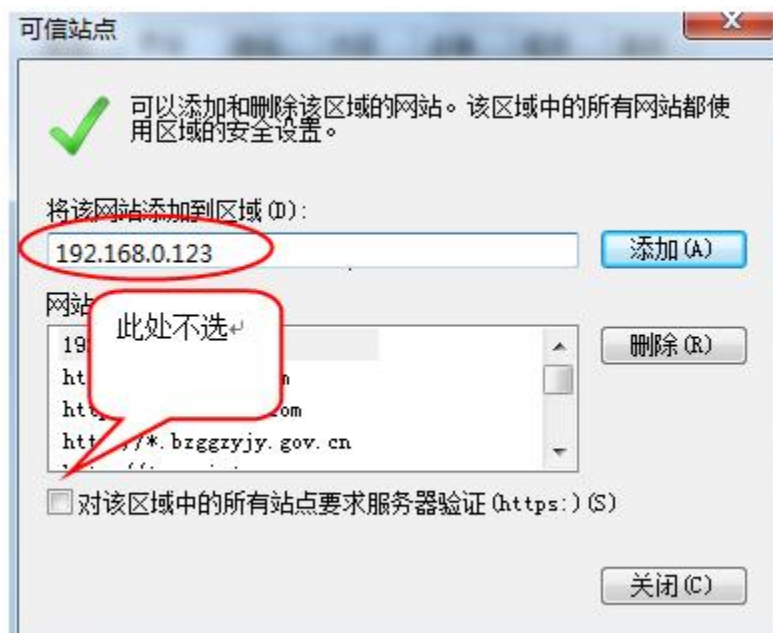 可信站点
可以添加和删除该区域的网站。该区域中的所有网站都使
用区域的安全设置。
将该网站添加到区域(D):
192.168.0.123
添加(A)
网站
此处不选
删除(R)
http://*.bzggzyjy.gov.cn
对该区域中的所有站点要求服务器验证(https:)(S)
关闭(C)